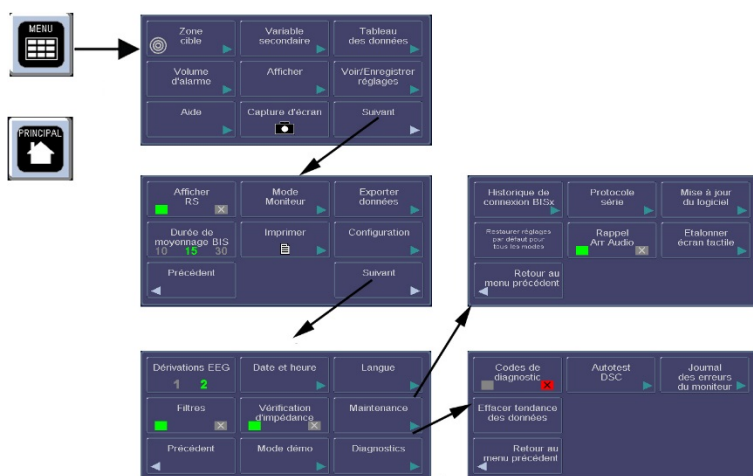 MENU
Zone
cible
Variable
secondaire
Tableau
des données
Volume
d'alarme
Afficher
Voir/Enregistrer
réglages
Aide
Capture d'écran
Suivant
PRINCIPAL
Afficher
RS
Mode
Moniteur
Exporter
données
Durée de
moyennage BIS
10 15 30
Imprimer
Configuration
Précédent
Suivant
Historique de
connexion BISx
Protocole
série
Mise à jour
du logiciel
Restaurer réglages
par défaut pour
tous les modes
Rappel
Arr Audio
Etalonner
écran tactile
Retour au
menu précédent
Dérivations EEG
1 2
Date et heure
Langue
Filtres
Vérification
d'impédance
Maintenance
Précédent
Mode démo
Diagnostics
Codes de
diagnostic
Autotest
DSC
Journal
des erreurs
du moniteur
Effacer tendance
des données
Retour au
menu précédent